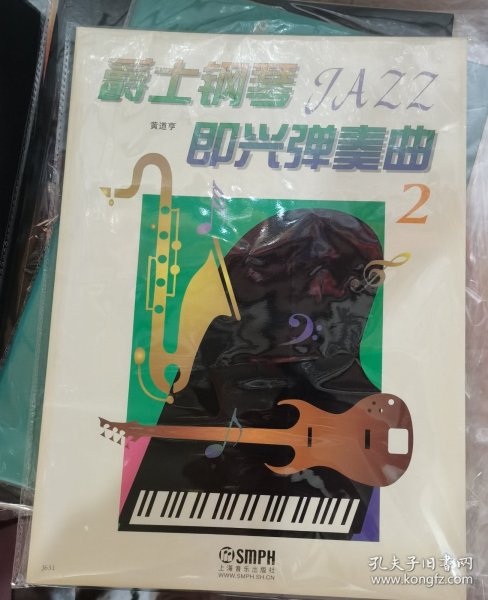 爵士钢琴 JAZZ
黄道亨
即兴弹奏曲
2
SMPH
上海音乐出版社
WWW.SMPH.SH.CN
J631
孔夫子旧书网
www.kongfz.com